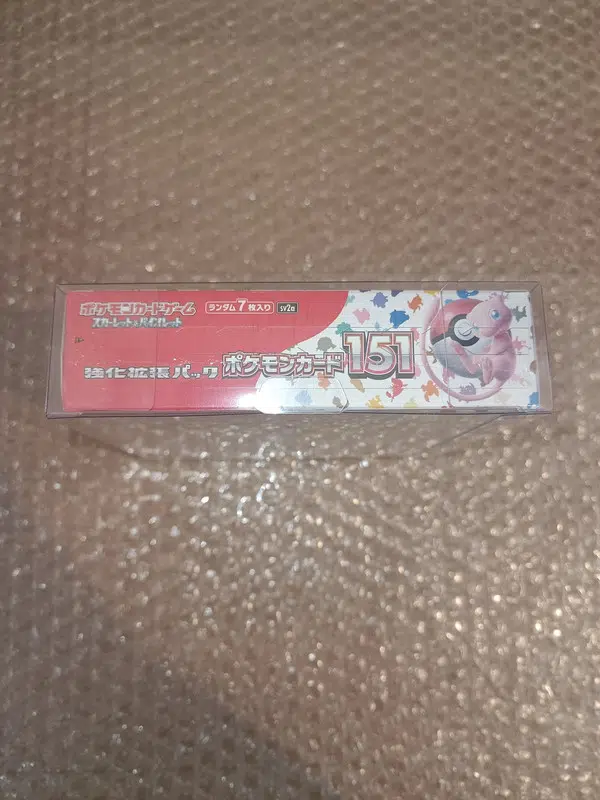 ポケモンカードゲーム
スカーレット&バイオレット
ランダム7枚入り
sv2a
強化拡張パック
ポケモンカード151